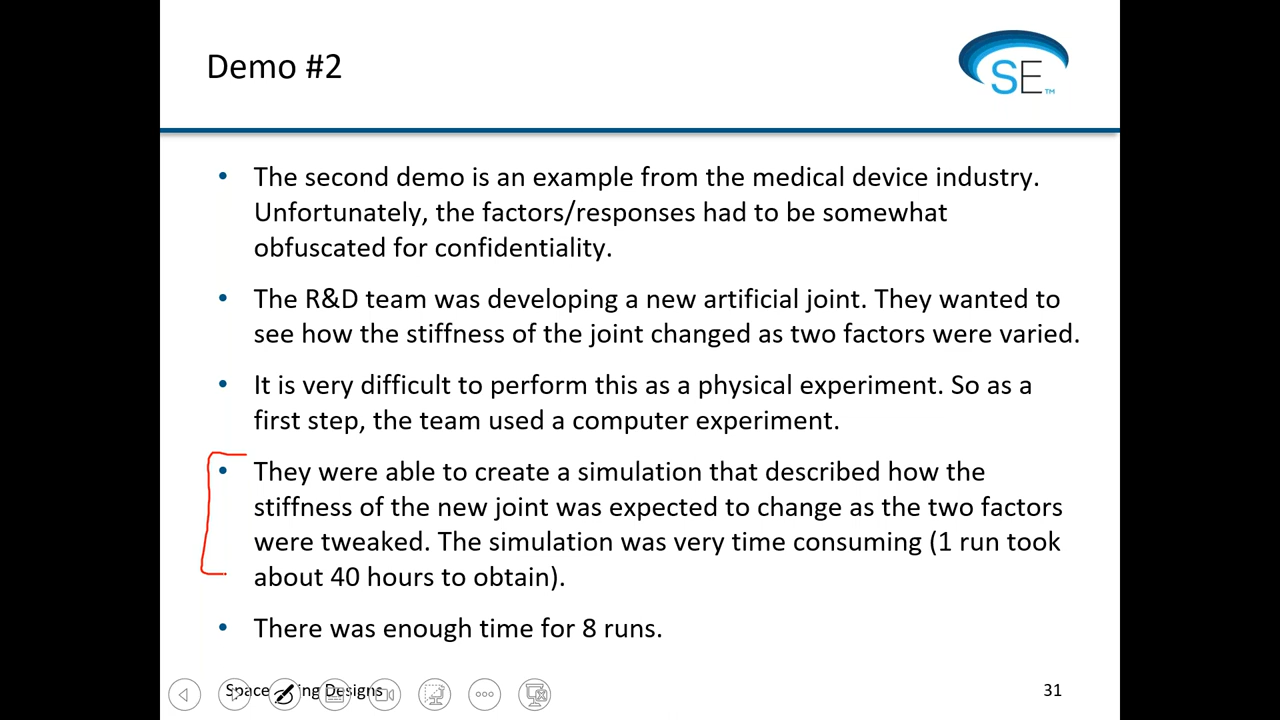 Demo #2
SE™
• The second demo is an example from the medical device industry.
Unfortunately, the factors/responses had to be somewhat
obfuscated for confidentiality.
• The R&D team was developing a new artificial joint. They wanted to
see how the stiffness of the joint changed as two factors were varied.
• It is very difficult to perform this as a physical experiment. So as a
first step, the team used a computer experiment.
• They were able to create a simulation that described how the
stiffness of the new joint was expected to change as the two factors
were tweaked. The simulation was very time consuming (1 run took
about 40 hours to obtain).
• There was enough time for 8 runs.
Space Designs 31